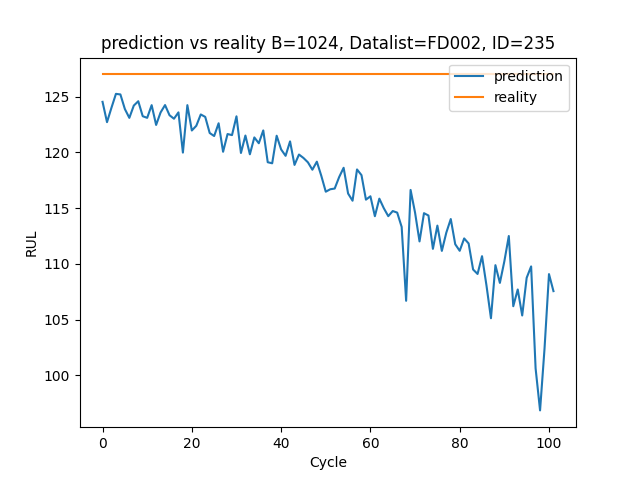 prediction vs reality B=1024, Datalist=FD002, ID=235
prediction
reality
125
120
115
110
105
100
RUL
0 20 40 60 80 100
Cycle